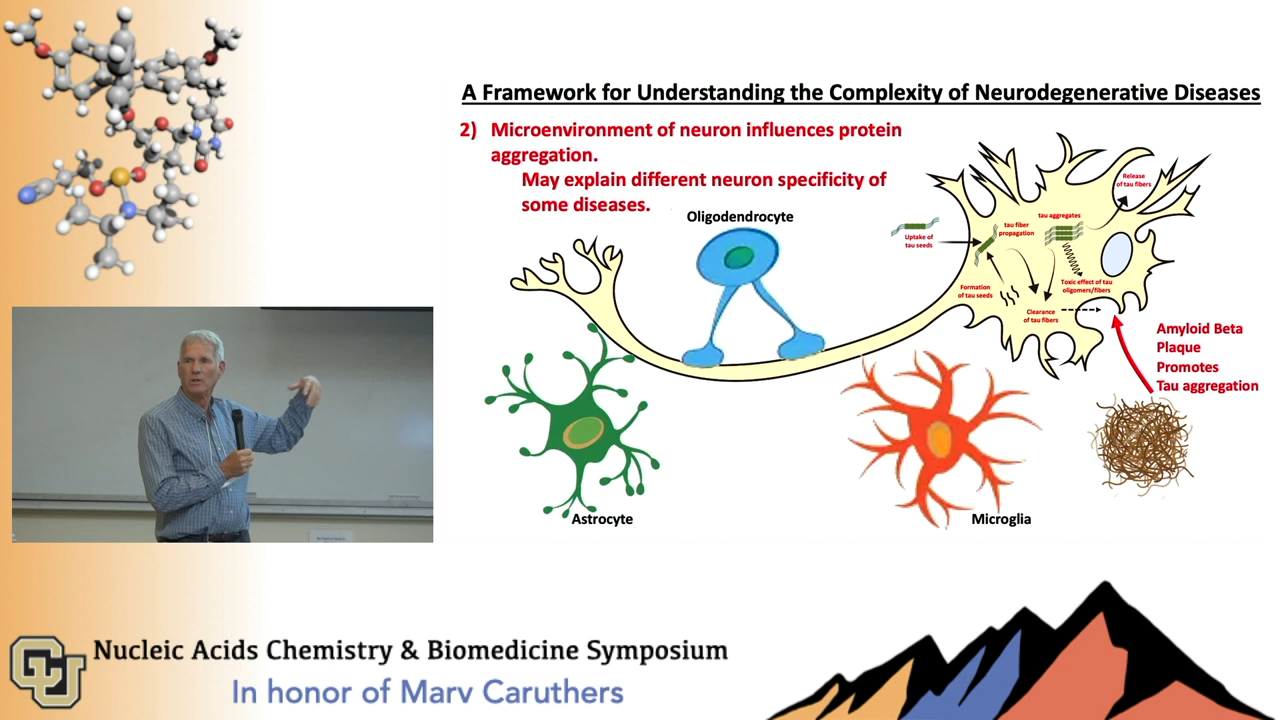 A Framework for Understanding the Complexity of Neurodegenerative Diseases
2) Microenvironment of neuron influences protein
aggregation.
May explain different neuron specificity of
some diseases.
Oligodendrocyte
Uptake of
tau seeds
tau fiber
propagation
tau aggregates
Release
of tau fibers
Formation
of tau seeds
Toxic effect of tau
oligomers/fibers
Clearance
of tau fibers
Amyloid Beta
Plaque
Promotes
Tau aggregation
Astrocyte
Microglia
CU
Nucleic Acids Chemistry & Biomedicine Symposium
In honor of Marv Caruthers